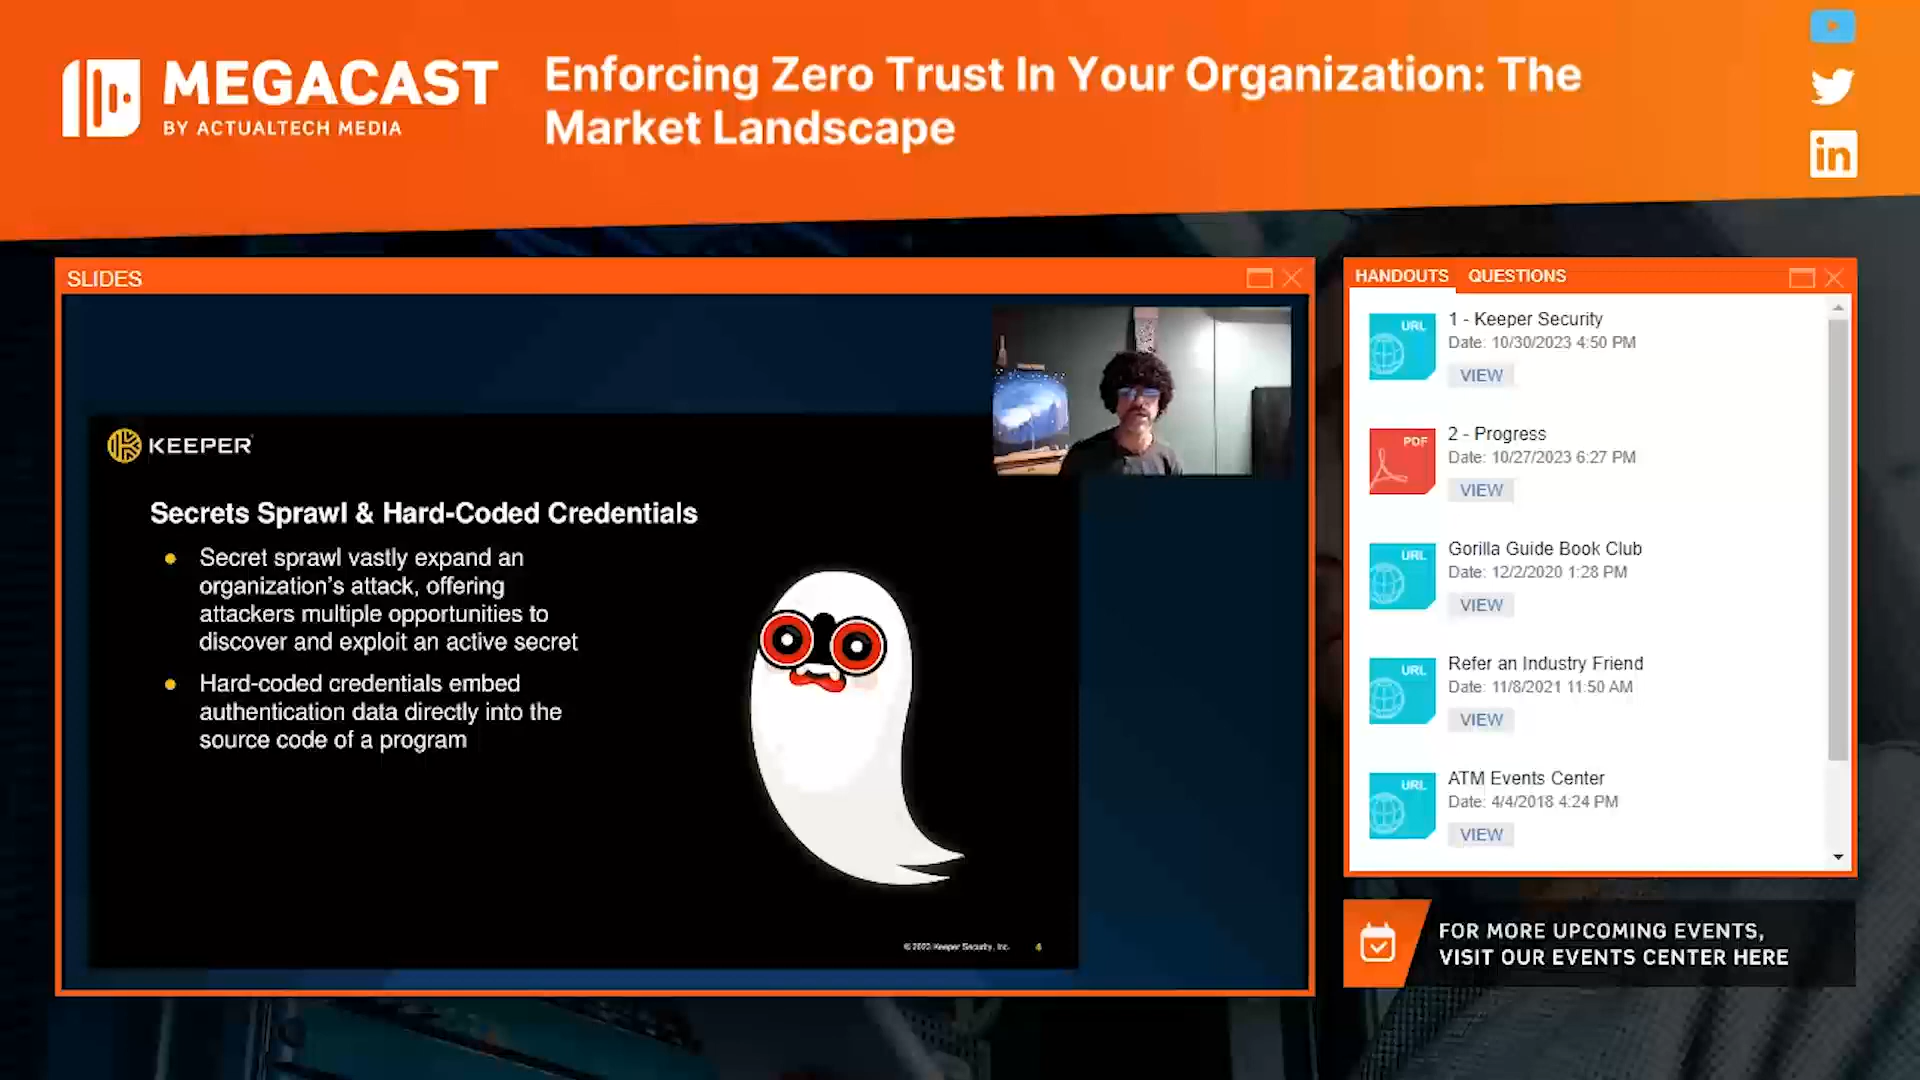 MEGACAST
BY ACTUALTECH MEDIA
Enforcing Zero Trust In Your Organization: The
Market Landscape
in
SLIDES
KEEPER
Secrets Sprawl & Hard-Coded Credentials
Secret sprawl vastly expand an
organization's attack, offering
attackers multiple opportunities to
discover and exploit an active secret
Hard-coded credentials embed
authentication data directly into the
source code of a program
© 2023 Keeper Security, Inc.
HANDOUTS QUESTIONS
URL
1 - Keeper Security
Date: 10/30/2023 4:50 PM
VIEW
PDF
2 - Progress
Date: 10/27/2023 6:27 PM
VIEW
URL
Gorilla Guide Book Club
Date: 12/2/2020 1:28 PM
VIEW
URL
Refer an Industry Friend
Date: 11/8/2021 11:50 AM
VIEW
URL
ATM Events Center
Date: 4/4/2018 4:24 PM
VIEW
FOR MORE UPCOMING EVENTS,
VISIT OUR EVENTS CENTER HERE